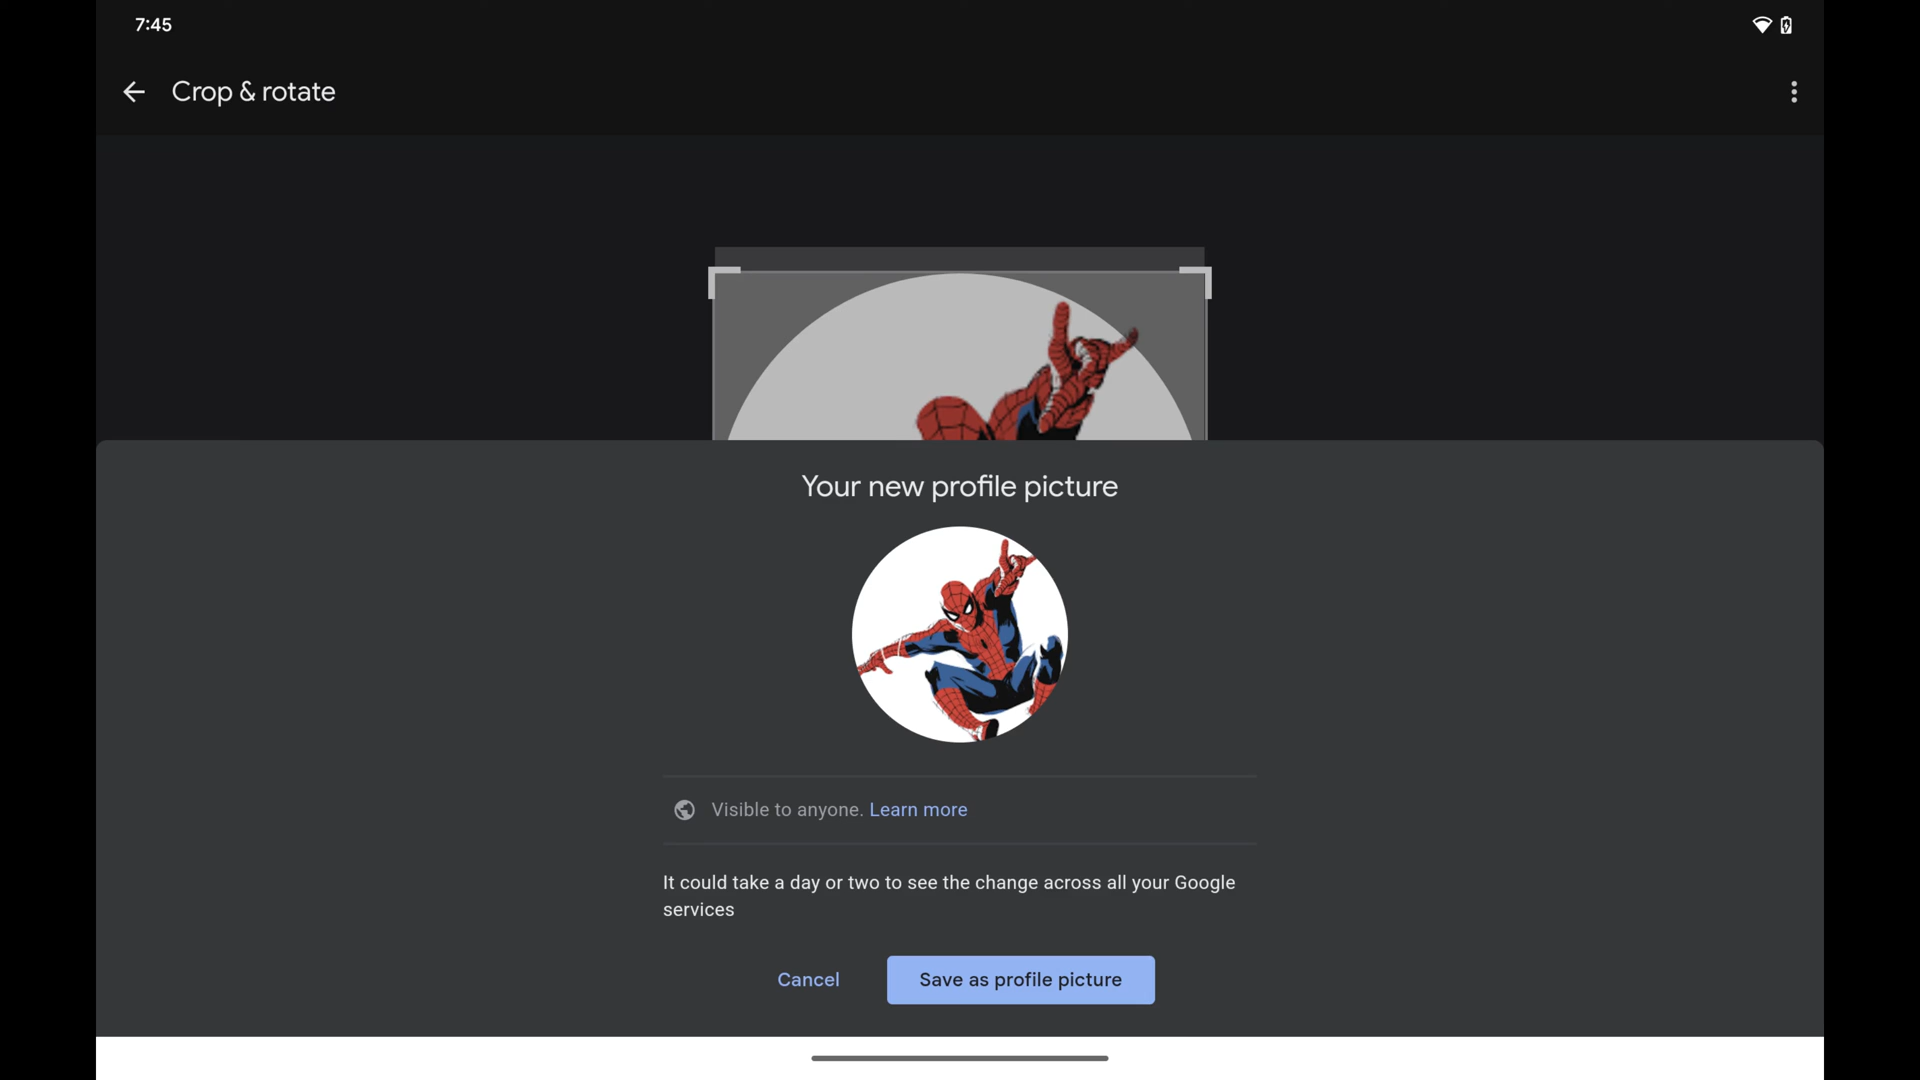 7:45
Crop & rotate
Your new profile picture
Visible to anyone. Learn more
It could take a day or two to see the change across all your Google
services
Cancel
Save as profile picture